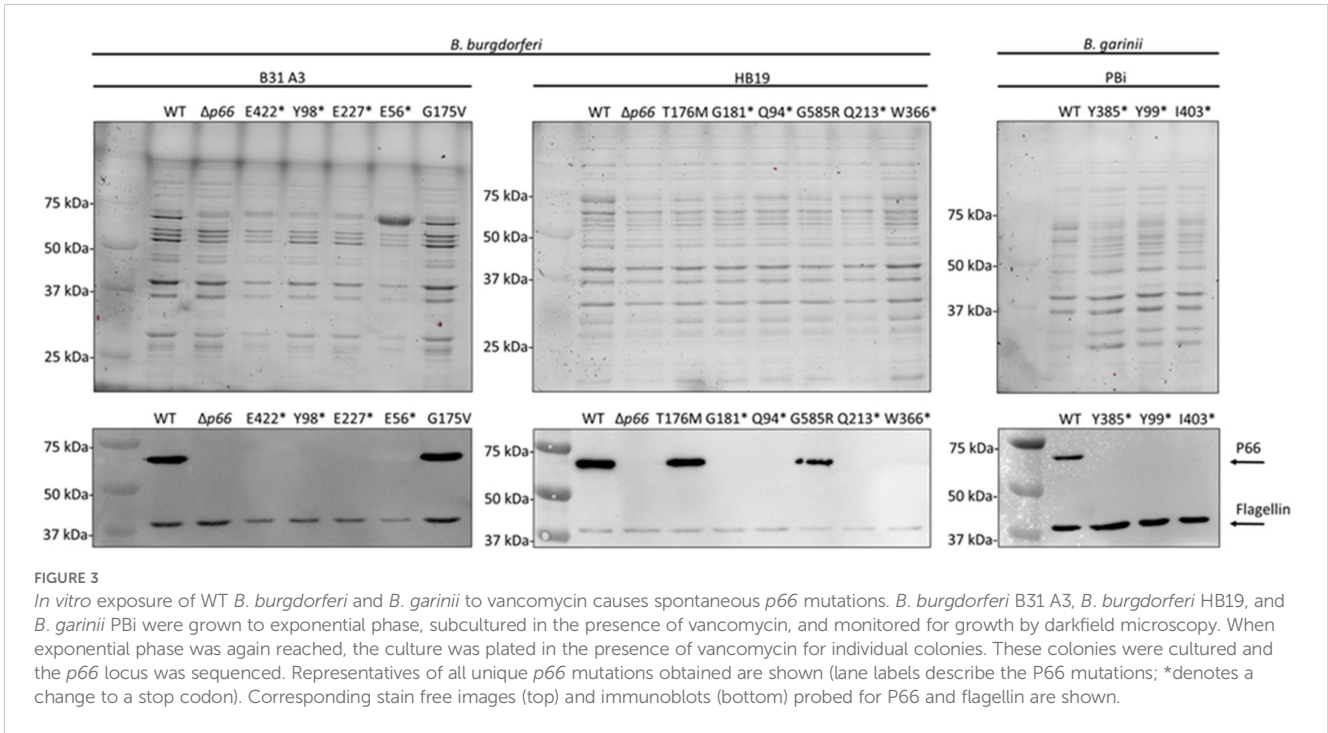 B. burgdorferi B. garinii
B31 A3 HB19 PBi
WT Δp66 E422* Y98* E227* E56* G175V WT Δp66 T176M G181* Q94* G585R Q213* W366* WT Y385* Y99* I403*
75 kDa-
50 kDa-
37 kDa-
25 kDa-
75 kDa-
50 kDa-
37 kDa-
25 kDa-
75 kDa-
50 kDa-
37 kDa-
WT Δp66 E422* Y98* E227* E56* G175V WT Δp66 T176M G181* Q94* G585R Q213* W366* WT Y385* Y99* I403*
75 kDa-
50 kDa-
37 kDa-
75 kDa-
50 kDa-
37 kDa-
75 kDa-
50 kDa-
37 kDa-
P66
Flagellin
FIGURE 3
In vitro exposure of WT B. burgdorferi and B. garinii to vancomycin causes spontaneous p66 mutations. B. burgdorferi B31 A3, B. burgdorferi HB19, and
B. garinii PBi were grown to exponential phase, subcultured in the presence of vancomycin, and monitored for growth by darkfield microscopy. When
exponential phase was again reached, the culture was plated in the presence of vancomycin for individual colonies. These colonies were cultured and
the p66 locus was sequenced. Representatives of all unique p66 mutations obtained are shown (lane labels describe the P66 mutations; *denotes a
change to a stop codon). Corresponding stain free images (top) and immunoblots (bottom) probed for P66 and flagellin are shown.